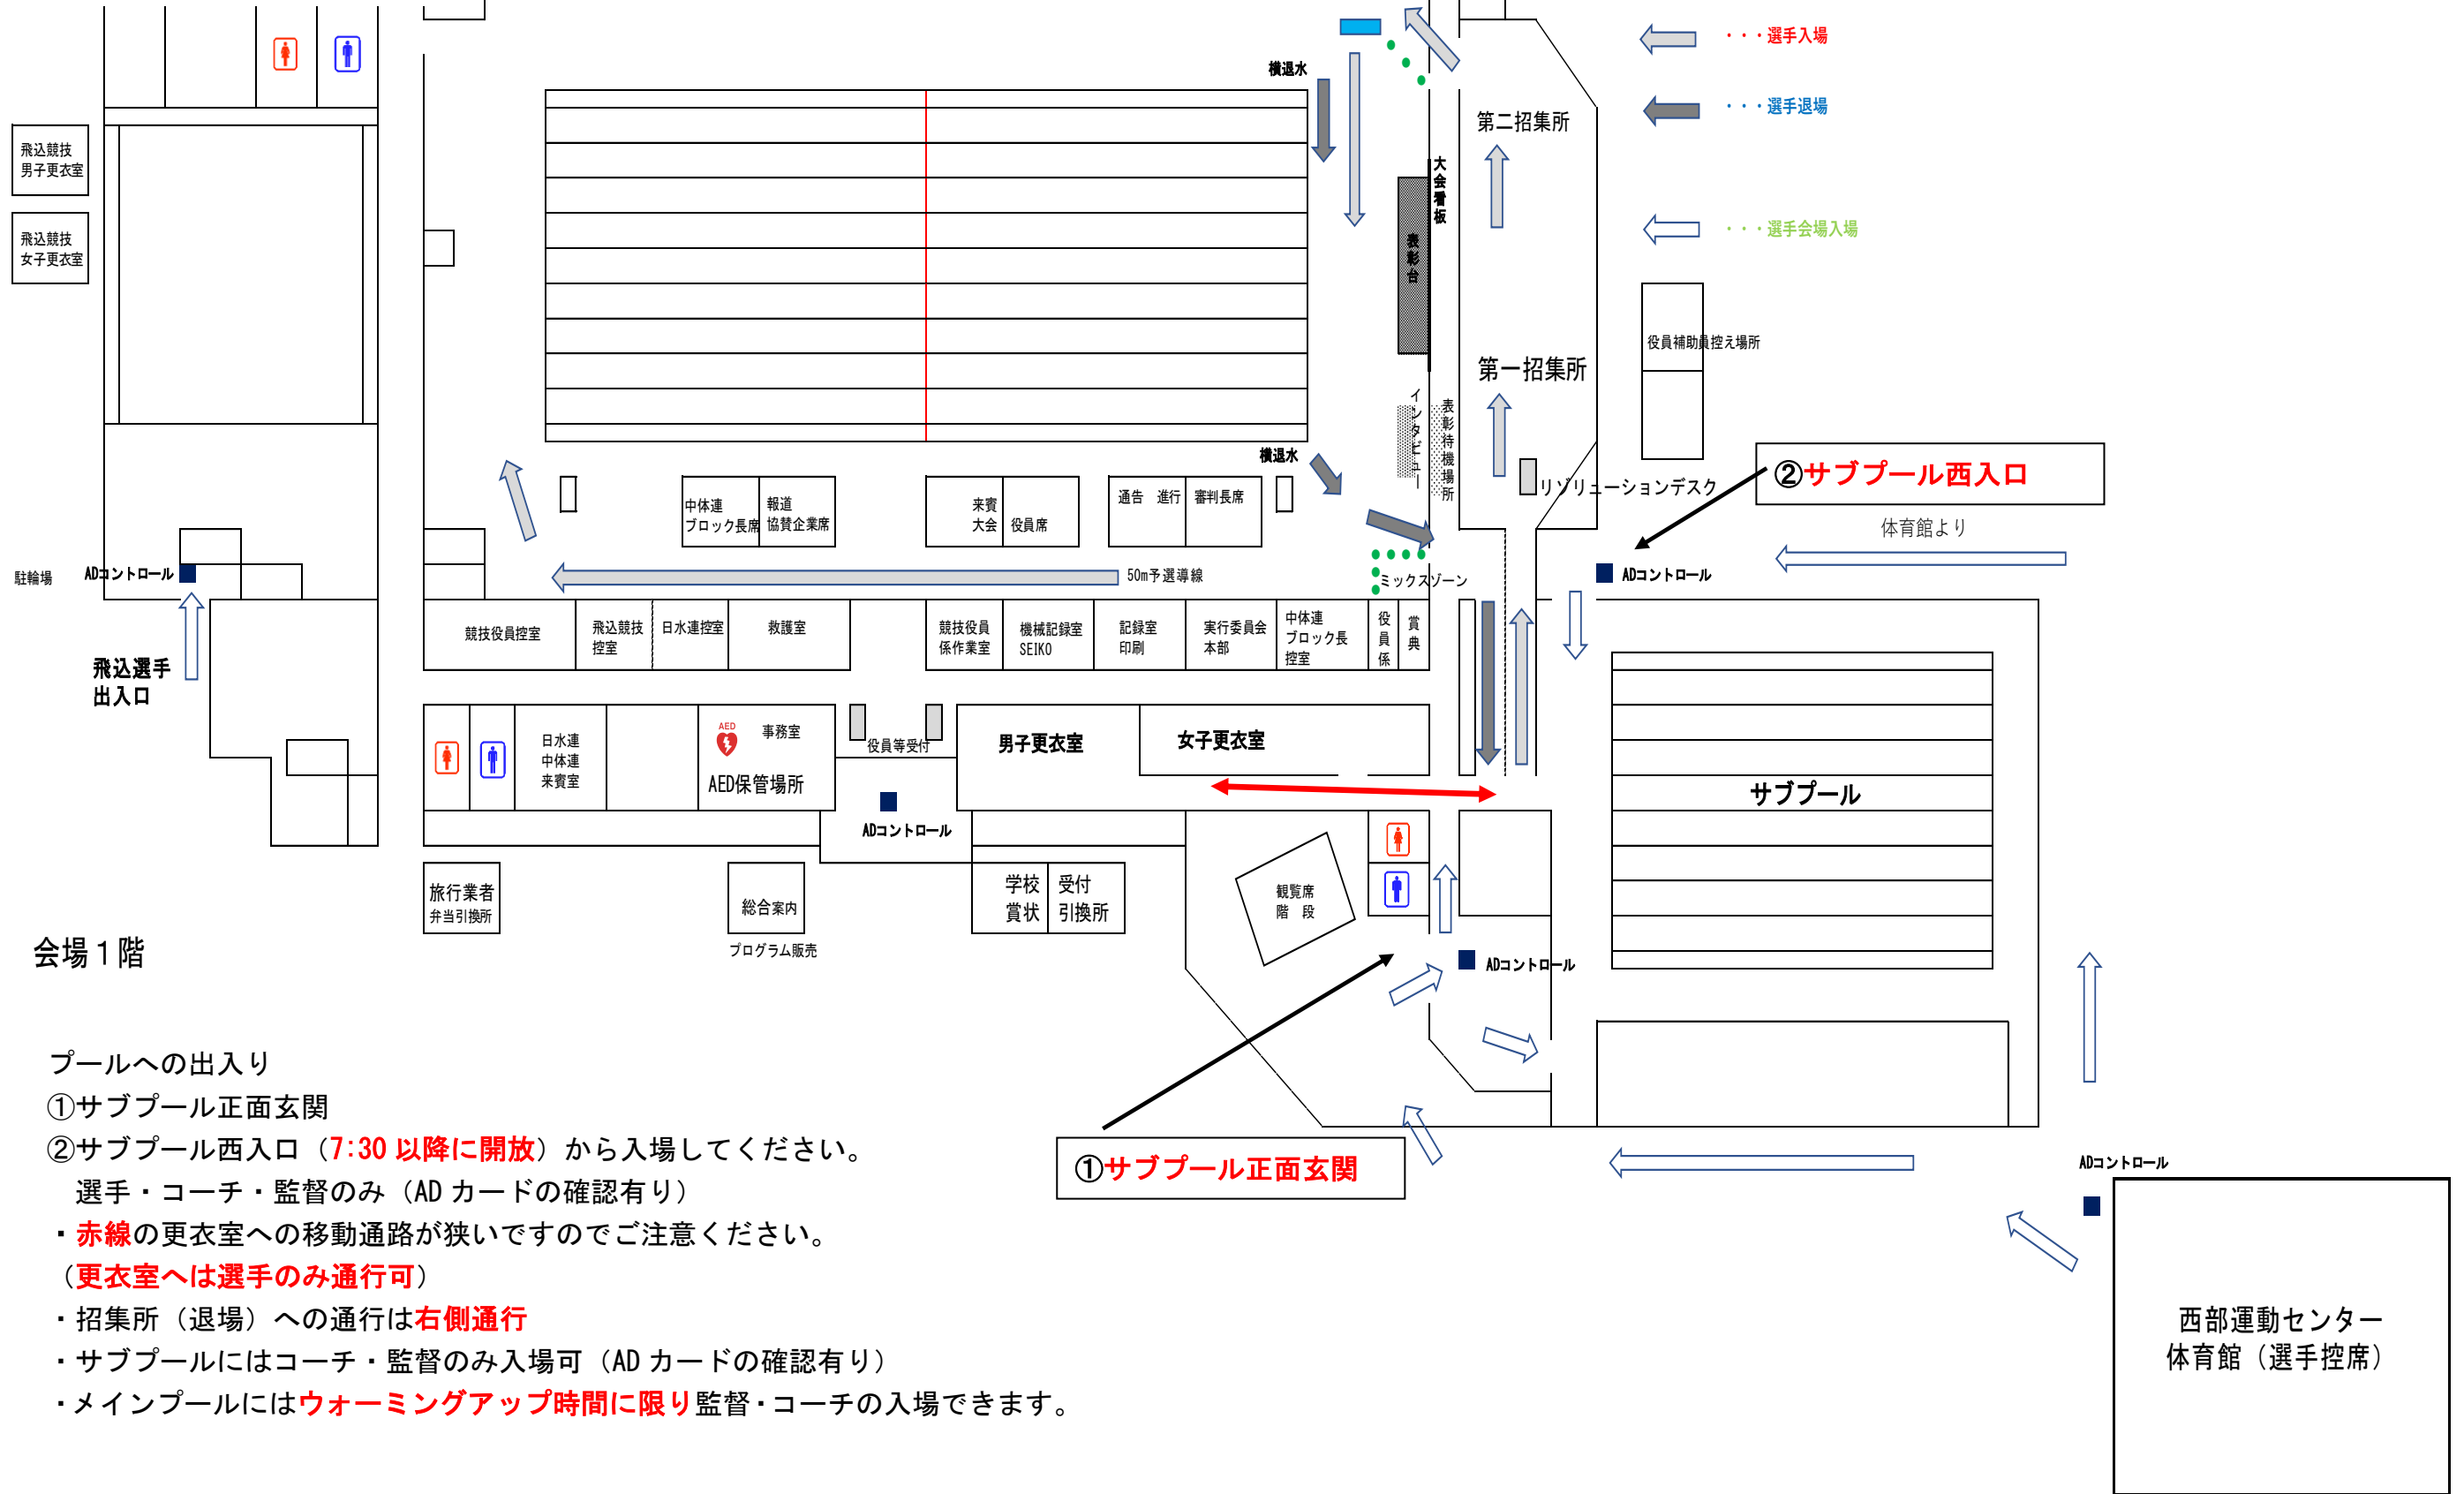 ・・・選手入場
横退水
・・・選手退場
第二招集所
飛込競技
男子更衣室
大会看板
飛込競技
女子更衣室
・・・選手会場入場
表彰台
役員補助員控え場所
第一招集所
インタビュー
表彰待機場所
横退水
②サブプール西入口
リゾリューションデスク
中体連
ブロック長席
報道
協賛企業席
来賓
大会
役員席
通告　進行
審判長席
体育館より
駐輪場
ADコントロール
50m予選導線
ミックスゾーン
ADコントロール
競技役員控室
飛込競技
控室
日水連控室
救護室
競技役員
係作業室
機械記録室
SEIKO
記録室
印刷
実行委員会
本部
中体連
ブロック長
控室
役員係
賞典
飛込選手
出入口
日水連
中体連
来賓室
AED
事務室
AED保管場所
役員等受付
男子更衣室
女子更衣室
サブプール
ADコントロール
旅行業者
弁当引換所
総合案内
プログラム販売
学校
賞状
受付
引換所
観覧席
階　段
ADコントロール
会場１階
プールへの出入り
①サブプール正面玄関
②サブプール西入口（7:30 以降に開放）から入場してください。
選手・コーチ・監督のみ（AD カードの確認有り）
・赤線の更衣室への移動通路が狭いですのでご注意ください。
（更衣室へは選手のみ通行可）
・招集所（退場）への通行は右側通行
・サブプールにはコーチ・監督のみ入場可（AD カードの確認有り）
・メインプールにはウォーミングアップ時間に限り監督・コーチの入場できます。
①サブプール正面玄関
ADコントロール
西部運動センター
体育館（選手控席）